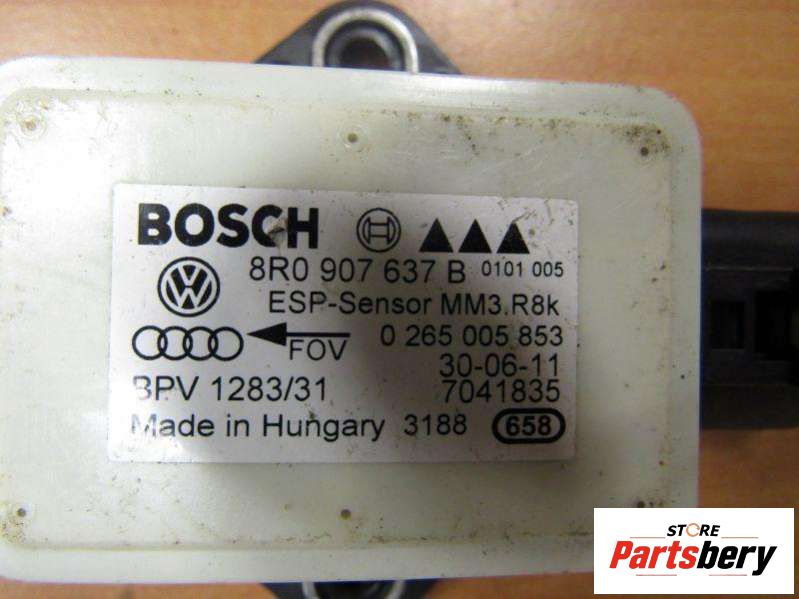 BOSCH
8R0 907 637 B 0101 005
ESP-Sensor MM3.R8k
FOV 0 265 005 853
30-06-11
BPV 1283/31 7041835
Made in Hungary 3188 658
STORE
Partsbery